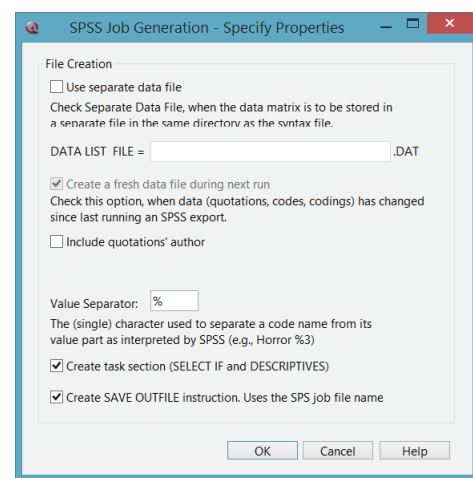 SPSS Job Generation - Specify Properties
File Creation
Use separate data file
Check Separate Data File, when the data matrix is to be stored in
a separate file in the same directory as the syntax file.
DATA LIST FILE = .DAT
Create a fresh data file during next run
Check this option, when data (quotations, codes, codings) has changed
since last running an SPSS export.
Include quotations' author
Value Separator: %
The (single) character used to separate a code name from its
value part as interpreted by SPSS (e.g., Horror %3)
Create task section (SELECT IF and DESCRIPTIVES)
Create SAVE OUTFILE instruction. Uses the SPS job file name
OK Cancel Help